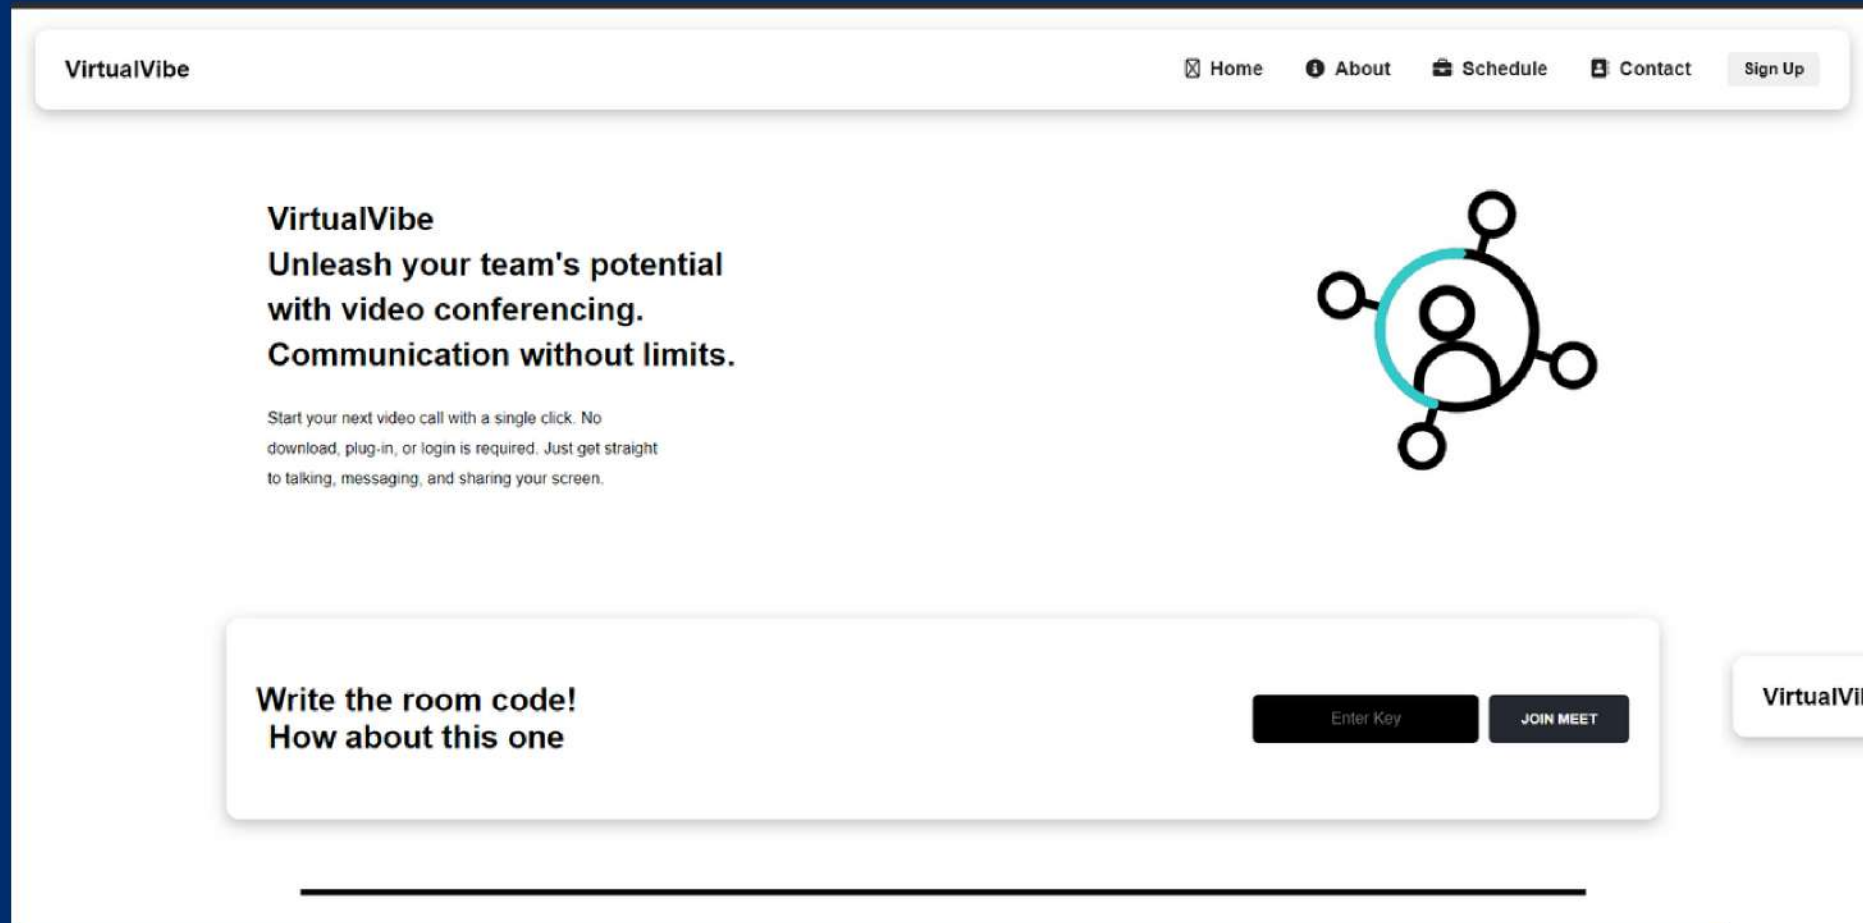 VirtualVibe
Home
About
Schedule
Contact
Sign Up
VirtualVibe
Unleash your team's potential
with video conferencing.
Communication without limits.
Start your next video call with a single click. No
download, plug-in, or login is required. Just get straight
to talking, messaging, and sharing your screen.
Write the room code!
How about this one
Enter Key
JOIN MEET